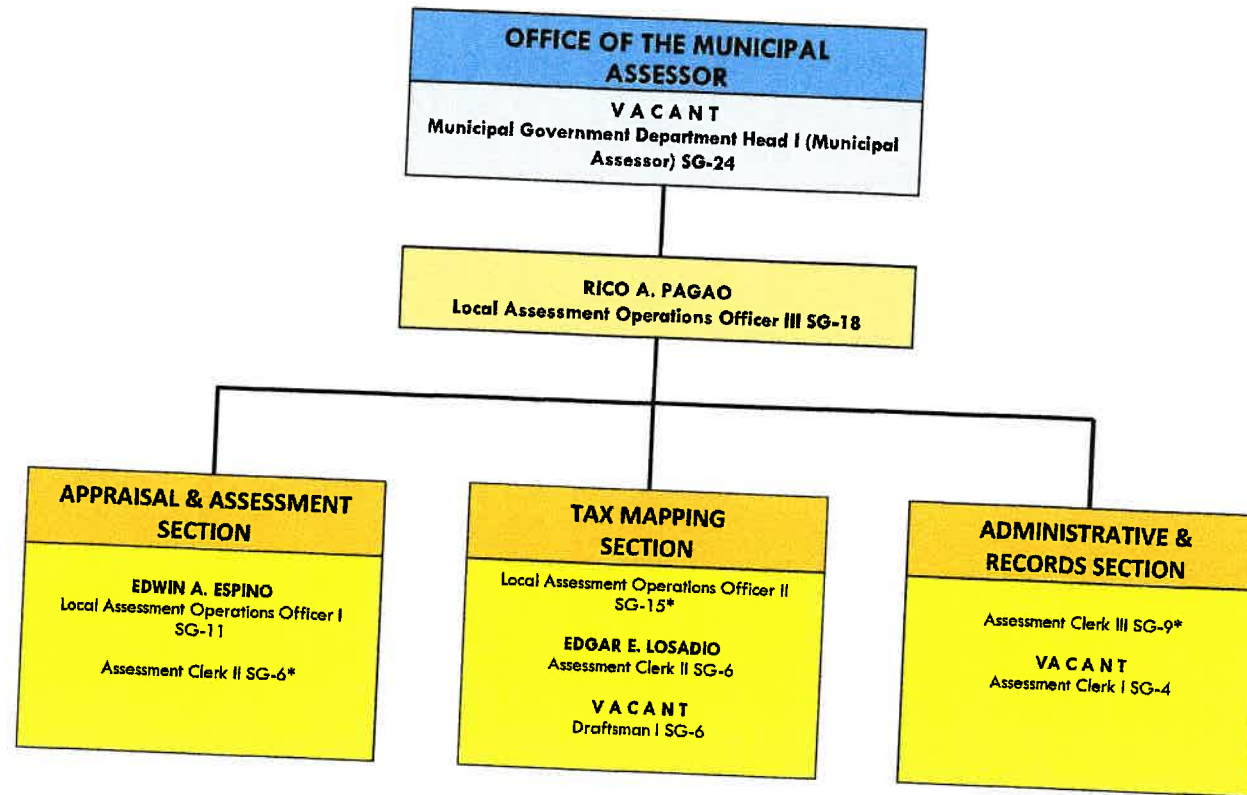 OFFICE OF THE MUNICIPAL
ASSESSOR
V A C A N T
Municipal Government Department Head I (Municipal
Assessor) SG-24
RICO A. PAGAO
Local Assessment Operations Officer III SG-18
APPRAISAL & ASSESSMENT
SECTION
EDWIN A. ESPINO
Local Assessment Operations Officer I
SG-11
Assessment Clerk II SG-6*
TAX MAPPING
SECTION
Local Assessment Operations Officer II
SG-15*
EDGAR E. LOSADIO
Assessment Clerk II SG-6
V A C A N T
Draftsman I SG-6
ADMINISTRATIVE &
RECORDS SECTION
Assessment Clerk III SG-9*
V A C A N T
Assessment Clerk I SG-4